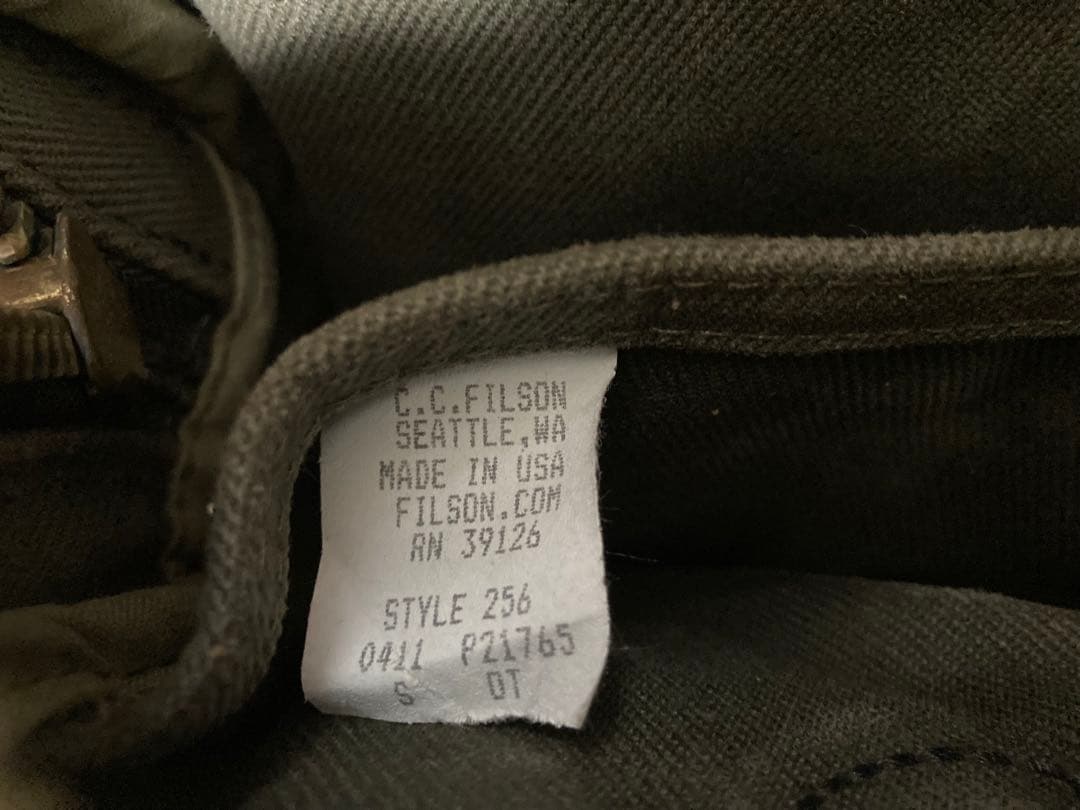 C.C.FILSON
SEATTLE,WA
MADE IN USA
FILSON.COM
RN 39126
STYLE 256
0411 P21765
S OT